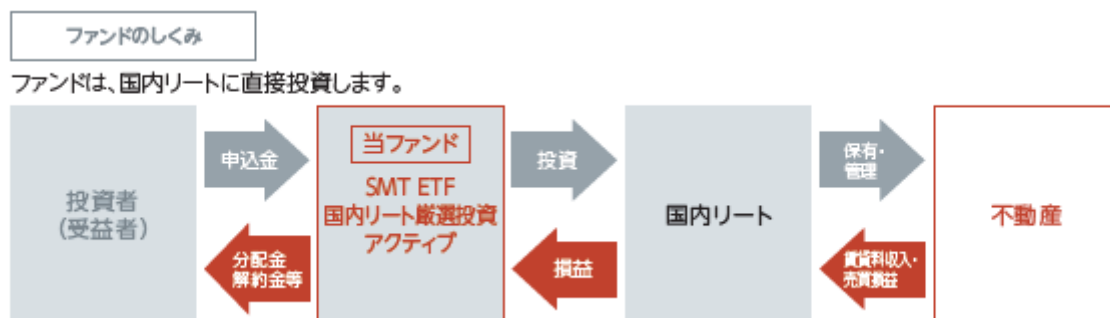 ファンドのしくみ
ファンドは、国内リートに直接投資します。
投資者
(受益者)
申込金
分配金
解約金等
当ファンド
SMT ETF
国内リート厳選投資
アクティブ
投資
損益
国内リート
保有・
管理
賃貸料収入・
売買損益
不動産